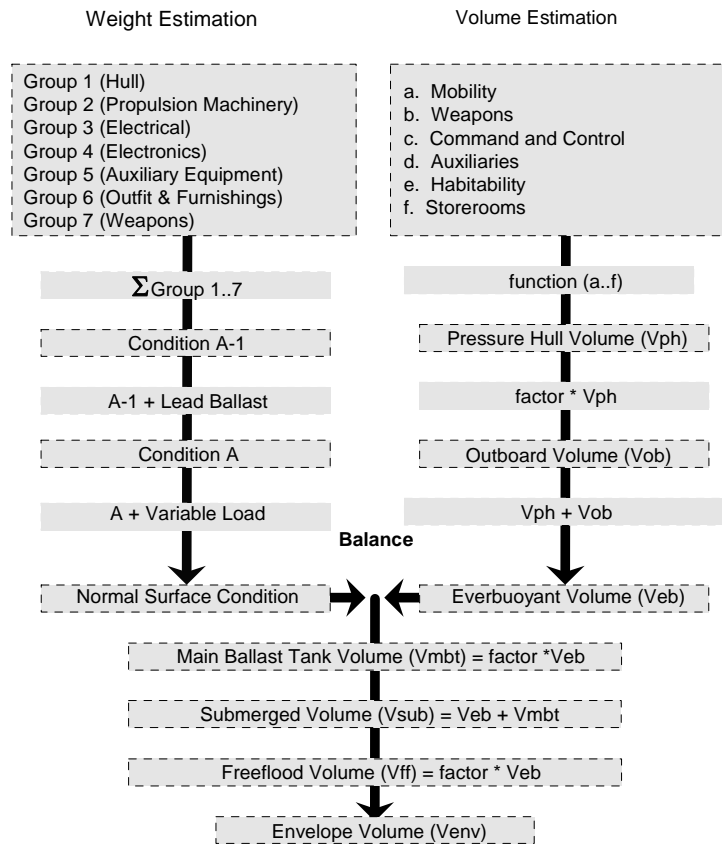 Weight Estimation
Group 1 (Hull)
Group 2 (Propulsion Machinery)
Group 3 (Electrical)
Group 4 (Electronics)
Group 5 (Auxiliary Equipment)
Group 6 (Outfit & Furnishings)
Group 7 (Weapons)
ΣGroup 1..7
Condition A-1
A-1 + Lead Ballast
Condition A
A + Variable Load
Normal Surface Condition
Volume Estimation
a. Mobility
b. Weapons
c. Command and Control
d. Auxiliaries
e. Habitability
f. Storerooms
function (a..f)
Pressure Hull Volume (Vph)
factor * Vph
Outboard Volume (Vob)
Vph + Vob
Everbuoyant Volume (Veb)
Balance
Main Ballast Tank Volume (Vmbt) = factor *Veb
Submerged Volume (Vsub) = Veb + Vmbt
Freeflood Volume (Vff) = factor * Veb
Envelope Volume (Venv)